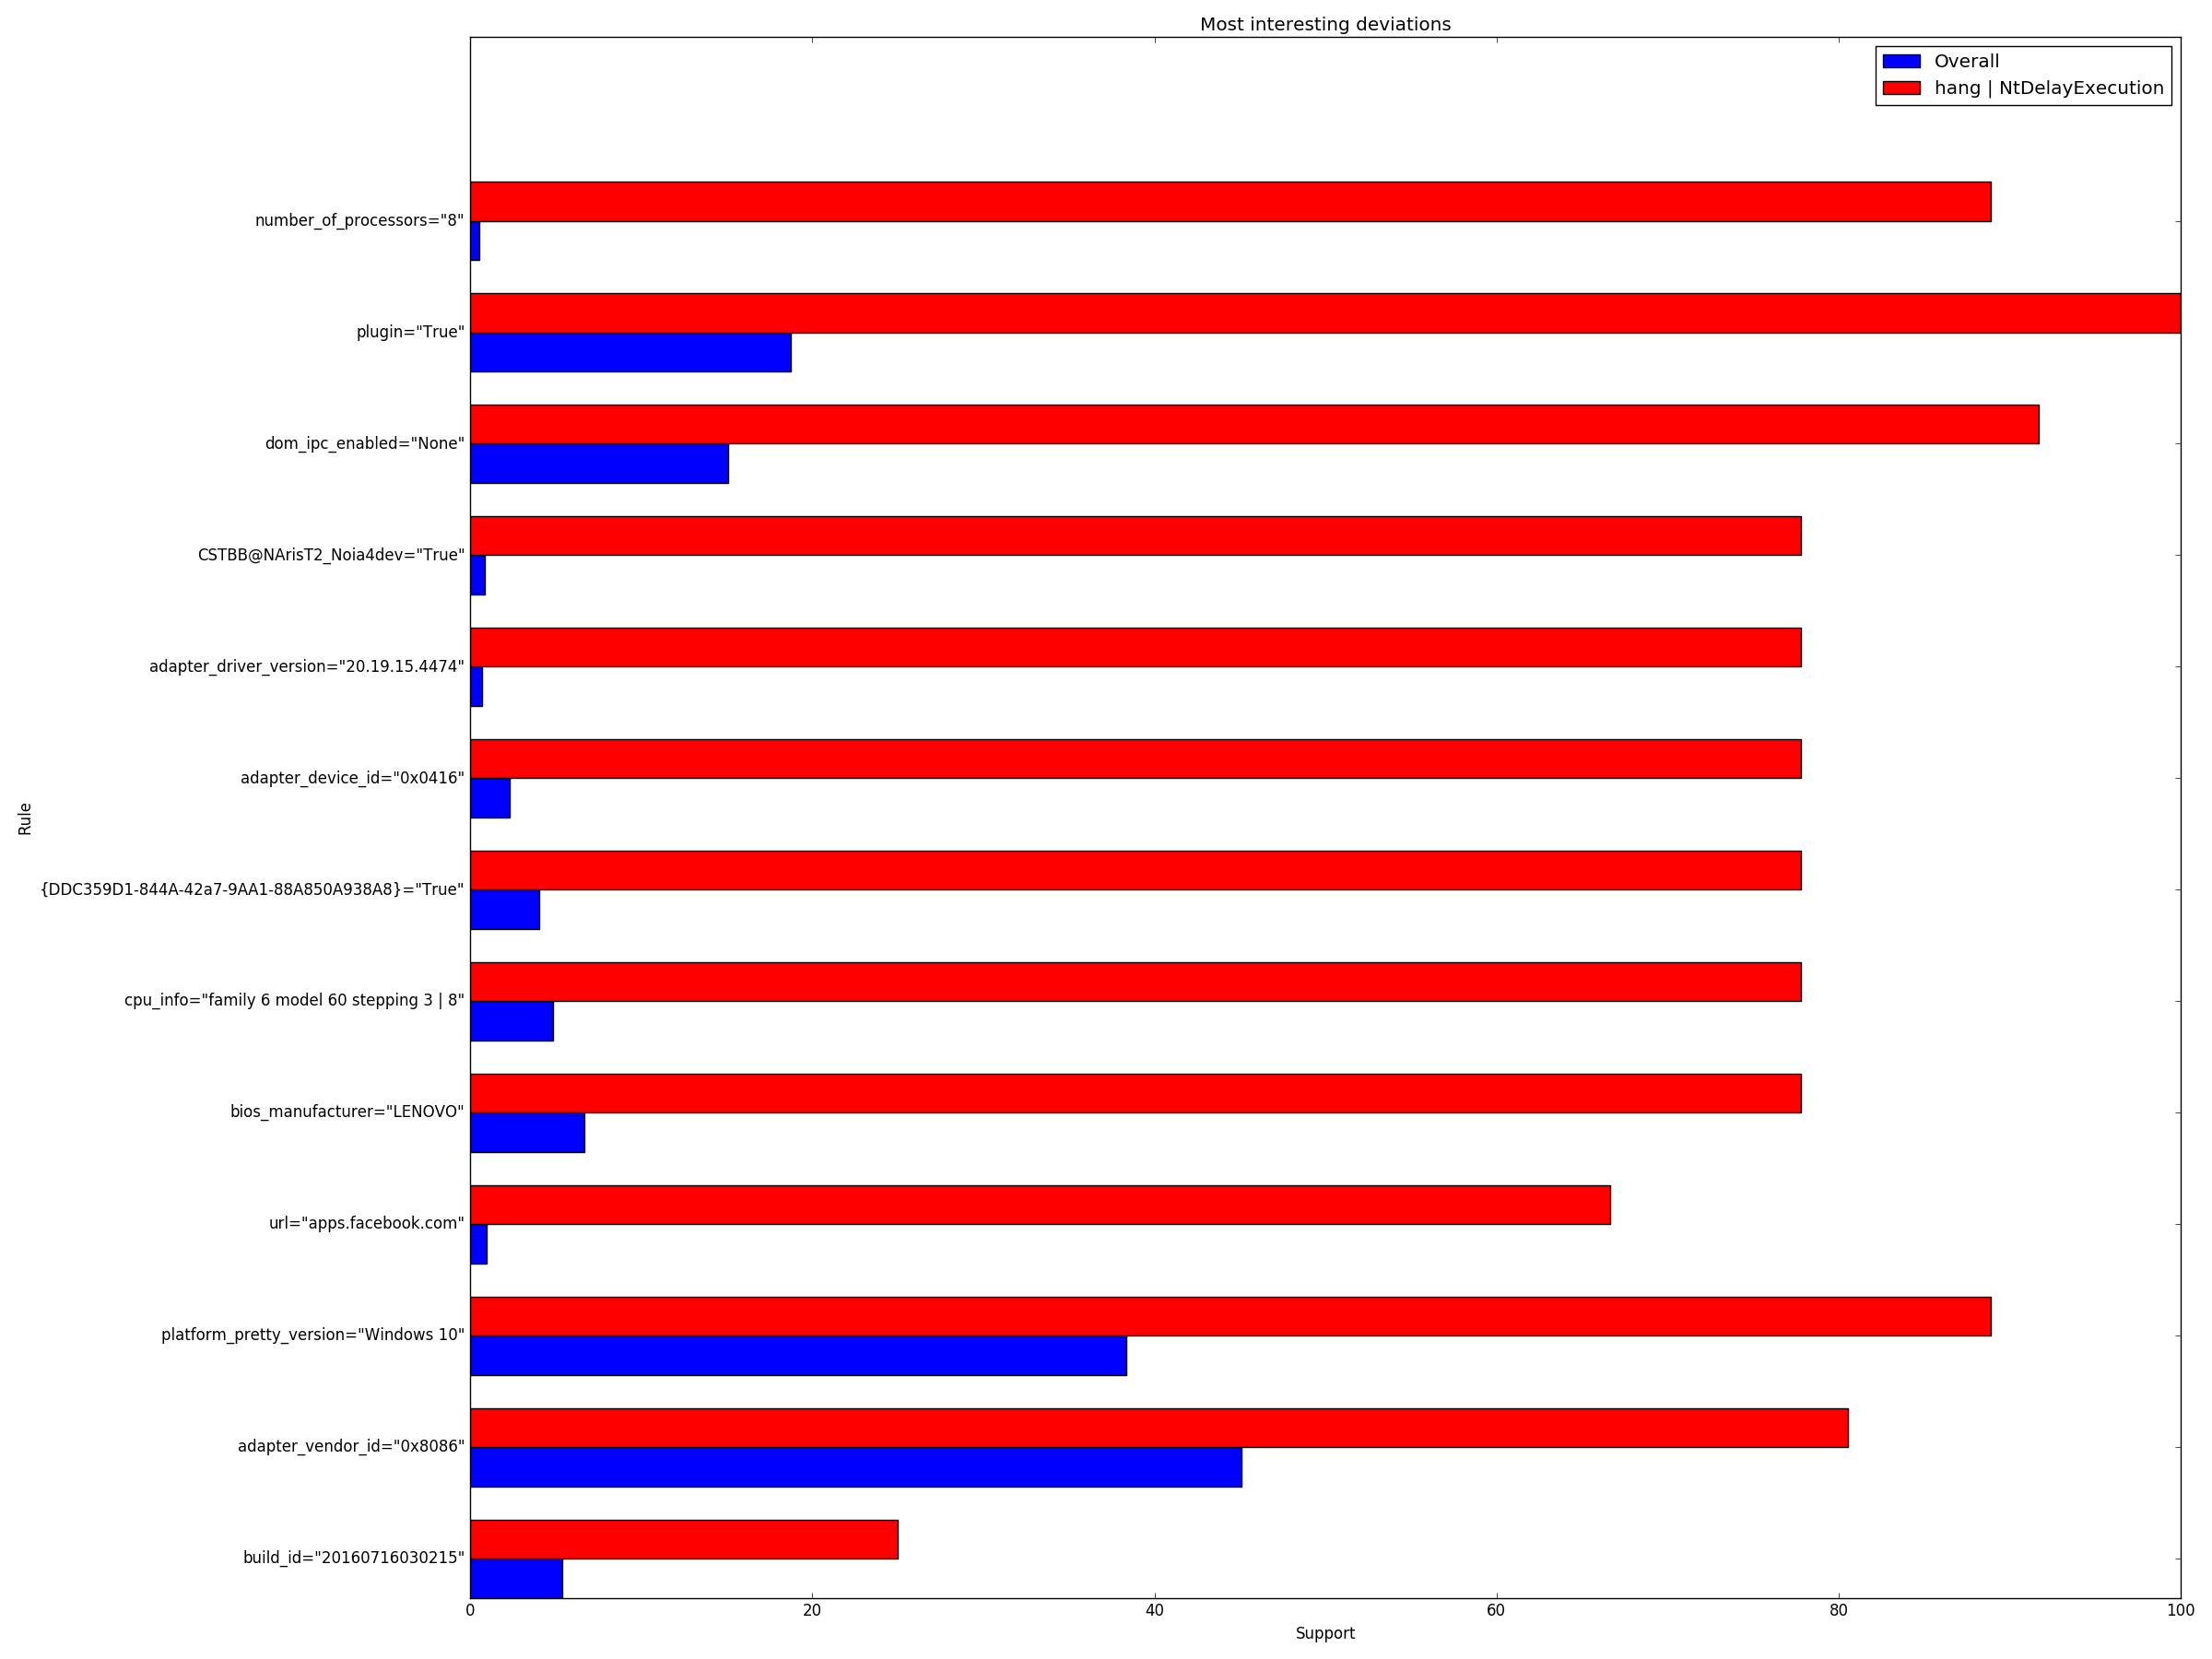 Most interesting deviations
Overall
hang | NtDelayExecution
number_of_processors="8"
plugin="True"
dom_ipc_enabled="None"
CSTBB@NArisT2_Noia4dev="True"
adapter_driver_version="20.19.15.4474"
adapter_device_id="0x0416"
Rule
{DDC359D1-844A-42a7-9AA1-88A850A938A8}="True"
cpu_info="family 6 model 60 stepping 3 | 8"
bios_manufacturer="LENOVO"
url="apps.facebook.com"
platform_pretty_version="Windows 10"
adapter_vendor_id="0x8086"
build_id="20160716030215"
0 20 40 60 80 100
Support